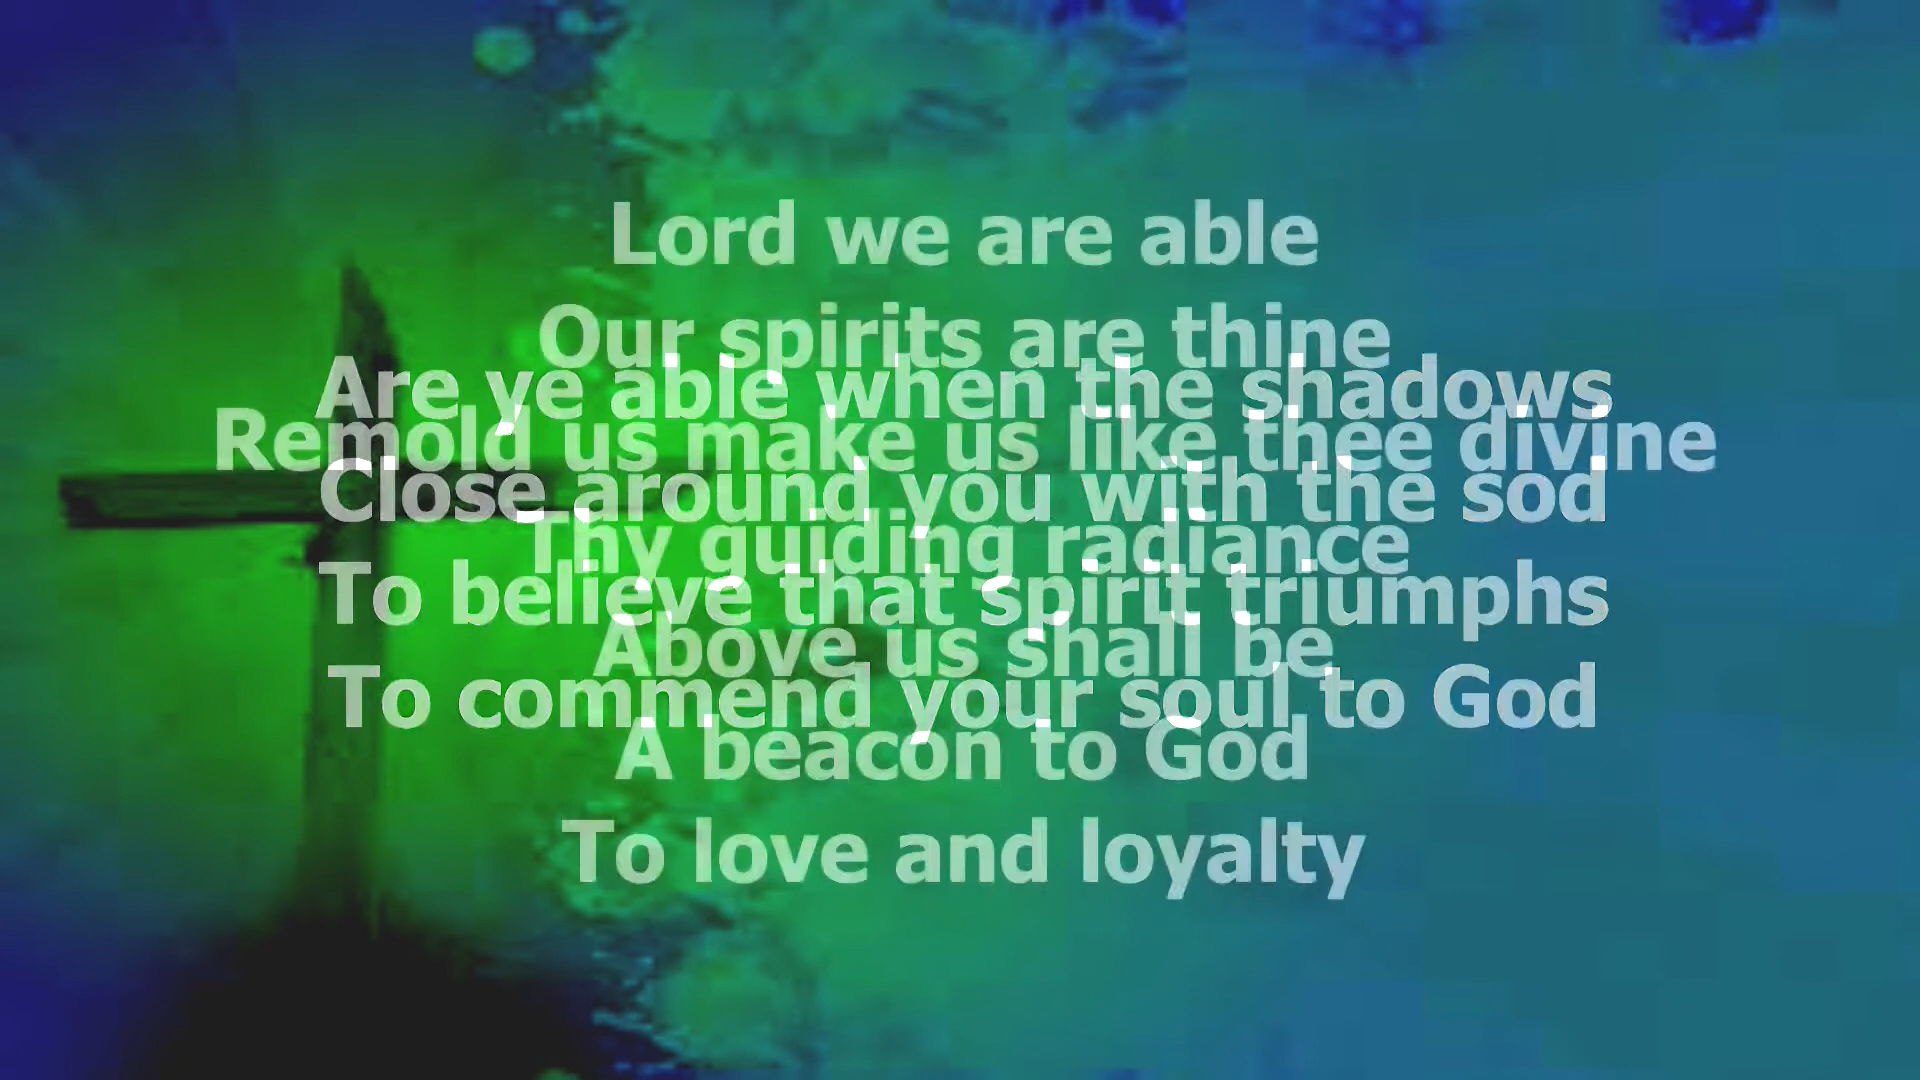 Lord we are able
Our spirits are thine
Are ye able when the shadows
Remold us make us like thee divine
Close around you with the sod
Thy guiding radiance
To believe that spirit triumphs
Above us shall be
To commend your soul to God
A beacon to God
To love and loyalty